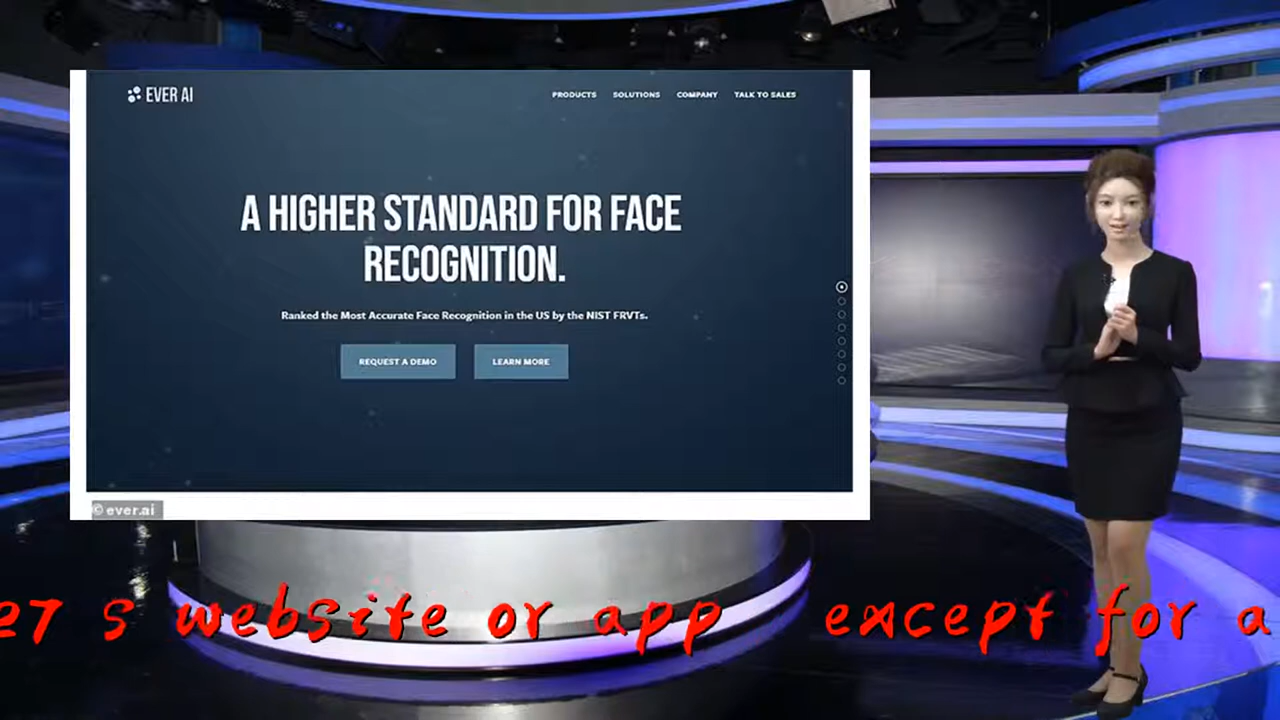 EVER AI
PRODUCTS SOLUTIONS COMPANY TALK TO SALES
A HIGHER STANDARD FOR FACE
RECOGNITION.
Ranked the Most Accurate Face Recognition in the US by the NIST FRVTs.
REQUEST A DEMO LEARN MORE
© ever.ai
s website or app except for a